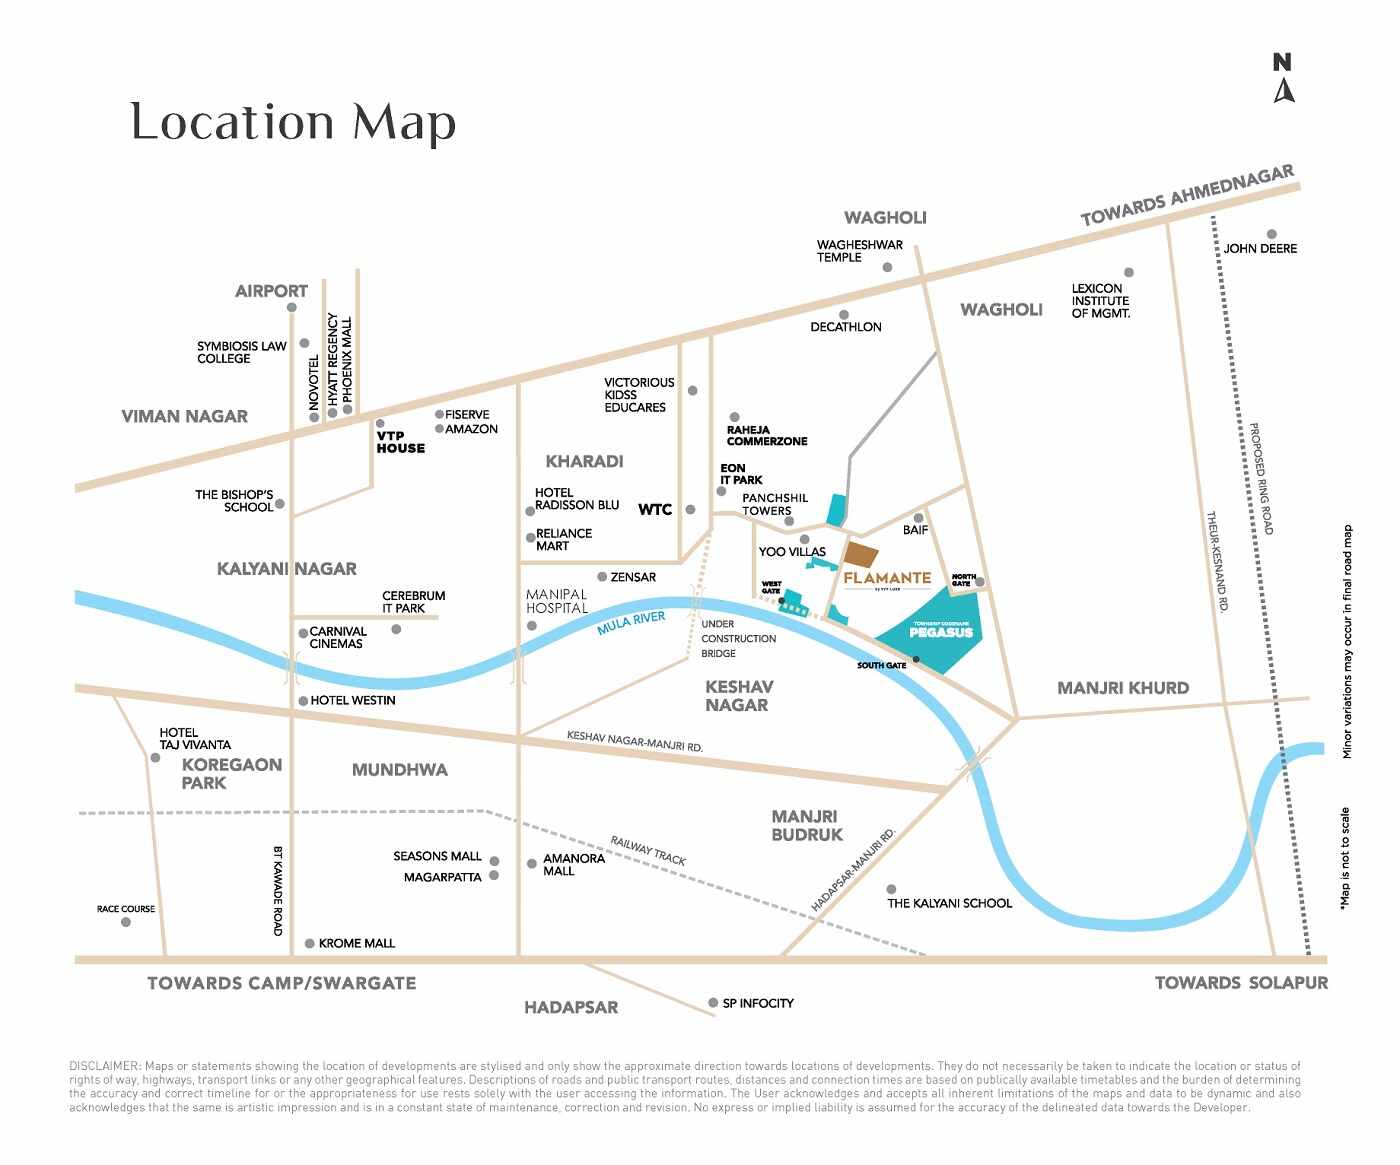 N
Location Map
TOWARDS AHMEDNAGAR
WAGHOLI
WAGHESHWAR
TEMPLE
JOHN DEERE
AIRPORT
LEXICON
INSTITUTE
OF MGMT.
WAGHOLI
DECATHLON
SYMBIOSIS LAW
COLLEGE
NOVOTEL
HYATT REGENCY
PHOENIX MALL
VICTORIOUS
KIDSS
EDUCARES
VIMAN NAGAR
FISERVE
AMAZON
VTP
HOUSE
RAHEJA
COMMERZONE
KHARADI
EON
IT PARK
PROPOSED RING ROAD
THE BISHOP'S
SCHOOL
HOTEL
RADISSON BLU
WTC
PANCHSHIL
TOWERS
BAIF
RELIANCE
MART
YOO VILLAS
THEUR-KESNAND RD.
KALYANI NAGAR
ZENSAR
FLAMANTE
BY VTP LUXE
NORTH
GATE
WEST
GATE
CEREBRUM
IT PARK
MANIPAL
HOSPITAL
MULA RIVER
UNDER
CONSTRUCTION
BRIDGE
TOWNSHIP CODENAME
PEGASUS
CARNIVAL
CINEMAS
SOUTH GATE
KESHAV
NAGAR
MANJRI KHURD
HOTEL WESTIN
HOTEL
TAJ VIVANTA
KOREGAON
PARK
MUNDHWA
KESHAV NAGAR-MANJRI RD.
MANJRI
BUDRUK
RAILWAY TRACK
HADAPSAR-MANJRI RD.
BT KAWADE ROAD
SEASONS MALL
MAGARPATTA
AMANORA
MALL
THE KALYANI SCHOOL
RACE COURSE
KROME MALL
TOWARDS CAMP/SWARGATE
TOWARDS SOLAPUR
HADAPSAR
SP INFOCITY
*Map is not to scale
Minor variations may occur in final road map
DISCLAIMER: Maps or statements showing the location of developments are stylised and only show the approximate direction towards locations of developments. They do not necessarily be taken to indicate the location or status of
rights of way, highways, transport links or any other geographical features. Descriptions of roads and public transport routes, distances and connection times are based on publically available timetables and the burden of determining
the accuracy and correct timeline for or the appropriateness for use rests solely with the user accessing the information. The User acknowledges and accepts all inherent limitations of the maps and data to be dynamic and also
acknowledges that the same is artistic impression and is in a constant state of maintenance, correction and revision. No express or implied liability is assumed for the accuracy of the delineated data towards the Developer.